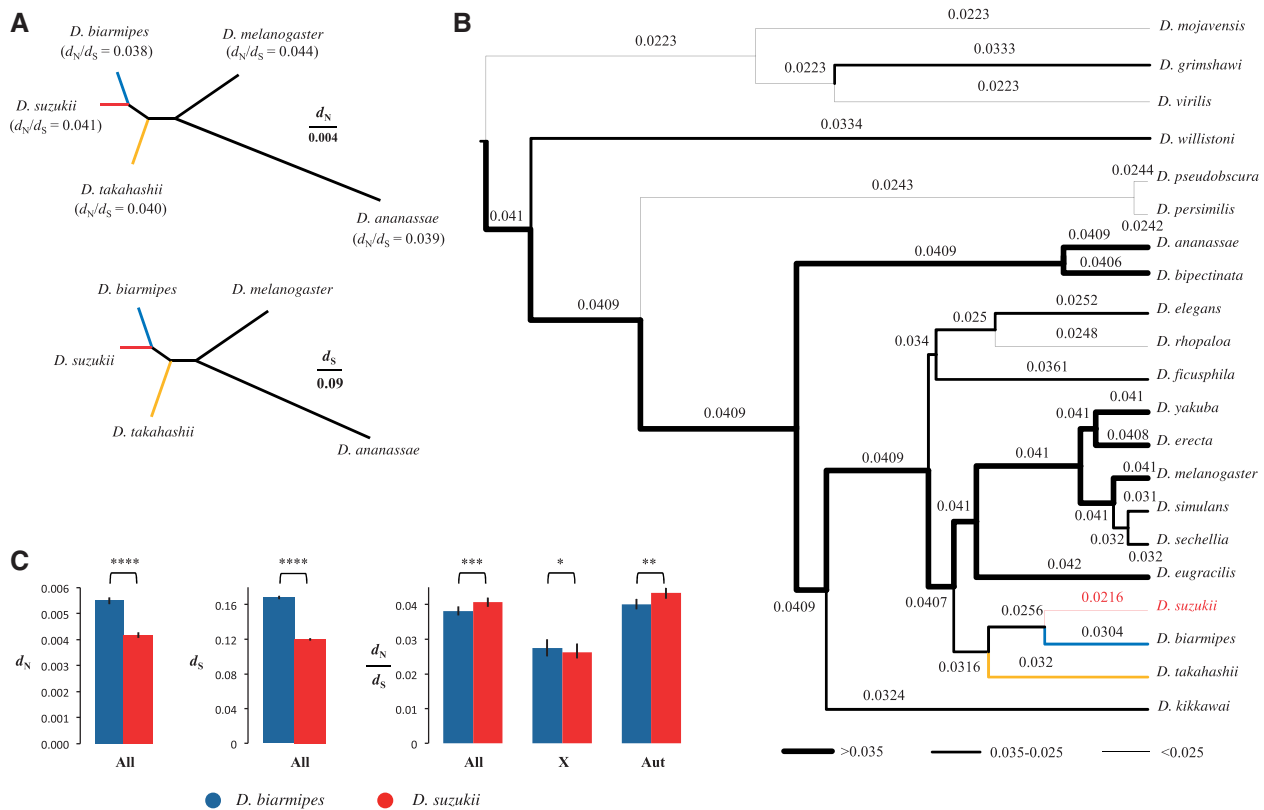 A
D. biarmipes
(dN/dS = 0.038)
D. melanogaster
(dN/dS = 0.044)
D. suzukii
(dN/dS = 0.041)
dN
0.004
D. takahashii
(dN/dS = 0.040)
D. ananassae
(dN/dS = 0.039)
D. biarmipes
D. melanogaster
D. suzukii
dS
0.09
D. takahashii
D. ananassae
B
0.0223
D. mojavensis
0.0223
0.0333
0.0223
D. grimshawi
0.0223
D. virilis
0.0334
D. willistoni
0.0244
D. pseudobscura
0.0243
D. persimilis
0.041
0.0242
0.0409
D. ananassae
0.0409
0.0406
D. bipectinata
0.0409
0.0252
D. elegans
0.025
0.034
0.0248
D. rhopaloa
0.0361
D. ficusphila
0.0409
0.041
D. yakuba
0.041
0.0408
D. erecta
0.0409
0.041
0.041
D. melanogaster
0.031
D. simulans
0.041
0.041
0.032
D. sechellia
0.032
0.042
D. eugracilis
0.0409
0.0407
0.0216
D. suzukii
0.0256
0.0304
D. biarmipes
0.0316
0.032
D. takahashii
0.0324
D. kikkawai
>0.035
0.035-0.025
<0.025
C
****
0.006
0.005
0.004
dN
0.003
0.002
0.001
0.000
All
****
0.16
0.12
dS
0.08
0.04
0
All
***
*
**
0.04
0.03
dN
dS
0.02
0.01
0
All
X
Aut
D. biarmipes
D. suzukii